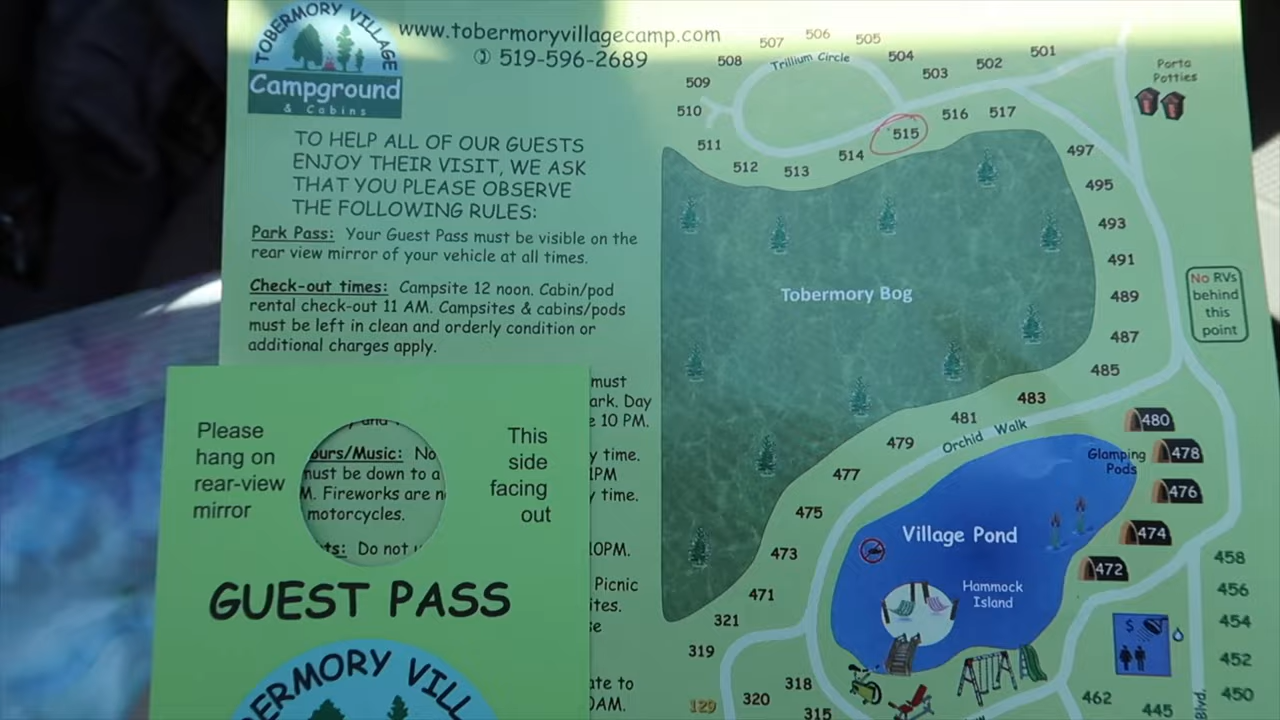 TOBERMORY VILLAGE
Campground
& Cabins
www.tobermoryvillagecamp.com
519-596-2689
TO HELP ALL OF OUR GUESTS
ENJOY THEIR VISIT, WE ASK
THAT YOU PLEASE OBSERVE
THE FOLLOWING RULES:
Park Pass: Your Guest Pass must be visible on the
rear view mirror of your vehicle at all times.
Check-out times: Campsite 12 noon. Cabin/pod
rental check-out 11 AM. Campsites & cabins/pods
must be left in clean and orderly condition or
additional charges apply.
must
ark. Day
e 10 PM.
y time.
1PM
y time.
10PM.
Picnic
ites.
se
ate to
0AM.
Please
hang on
rear-view
mirror
and
ours/Music: No
must be down to a
M. Fireworks are n
motorcycles.
ts: Do not
This
side
facing
out
GUEST PASS
BERMORY VILL
507
506
505
508
Trillium Circle
504
501
502
503
509
510
516
517
515
511
514
512
513
Porta
Potties
497
495
493
491
489
487
485
No RVs
behind
this
point
Tobermory Bog
483
481
479
477
475
473
471
321
319
Orchid Walk
480
Glamping
Pods
478
476
474
472
Village Pond
Hammock
Island
458
456
454
452
450
$
462
445
Blvd.
318
320
315
129